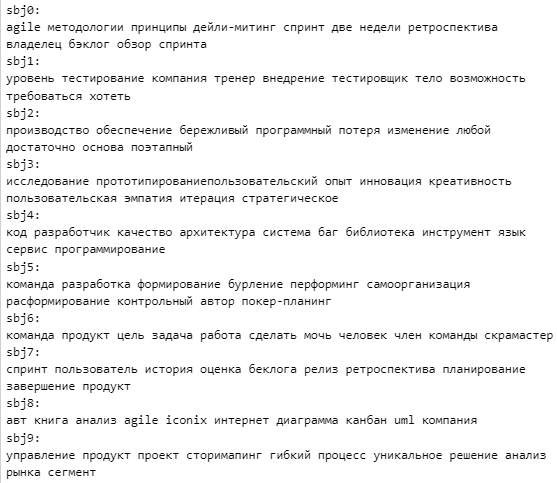 sbj0:
agile методологии принципы дейли-митинг спринт две недели ретроспектива
владелец бэклог обзор спринта
sbj1:
уровень тестирование компания тренер внедрение тестировщик тело возможность
требоваться хотеть
sbj2:
производство обеспечение бережливый программный потеря изменение любой
достаточно основа поэтапный
sbj3:
исследование прототипированиепользовательский опыт инновация креативность
пользовательская эмпатия итерация стратегическое
sbj4:
код разработчик качество архитектура система баг библиотека инструмент язык
сервис программирование
sbj5:
команда разработка формирование бурление перформинг самоорганизация
расформирование контрольный автор покер-планинг
sbj6:
команда продукт цель задача работа сделать мочь человек член команды скрамастер
sbj7:
спринт пользователь история оценка беклога релиз ретроспектива планирование
завершение продукт
sbj8:
авт книга анализ agile iconix интернет диаграмма канбан uml компания
sbj9:
управление продукт проект сторимапинг гибкий процесс уникальное решение анализ
рынка сегмент